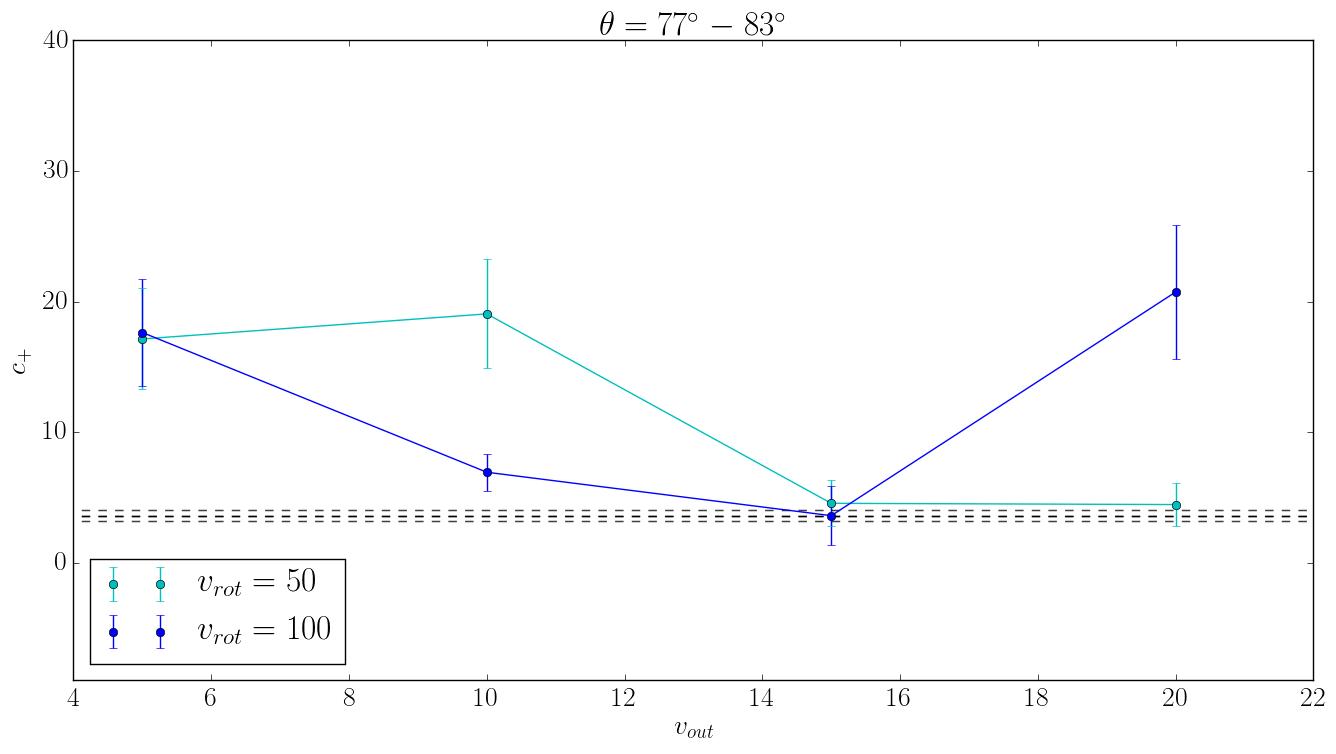 θ = 77° − 83°
40
30
20
10
0
c₊
v_rot = 50
v_rot = 100
4 6 8 10 12 14 16 18 20 22
v_out